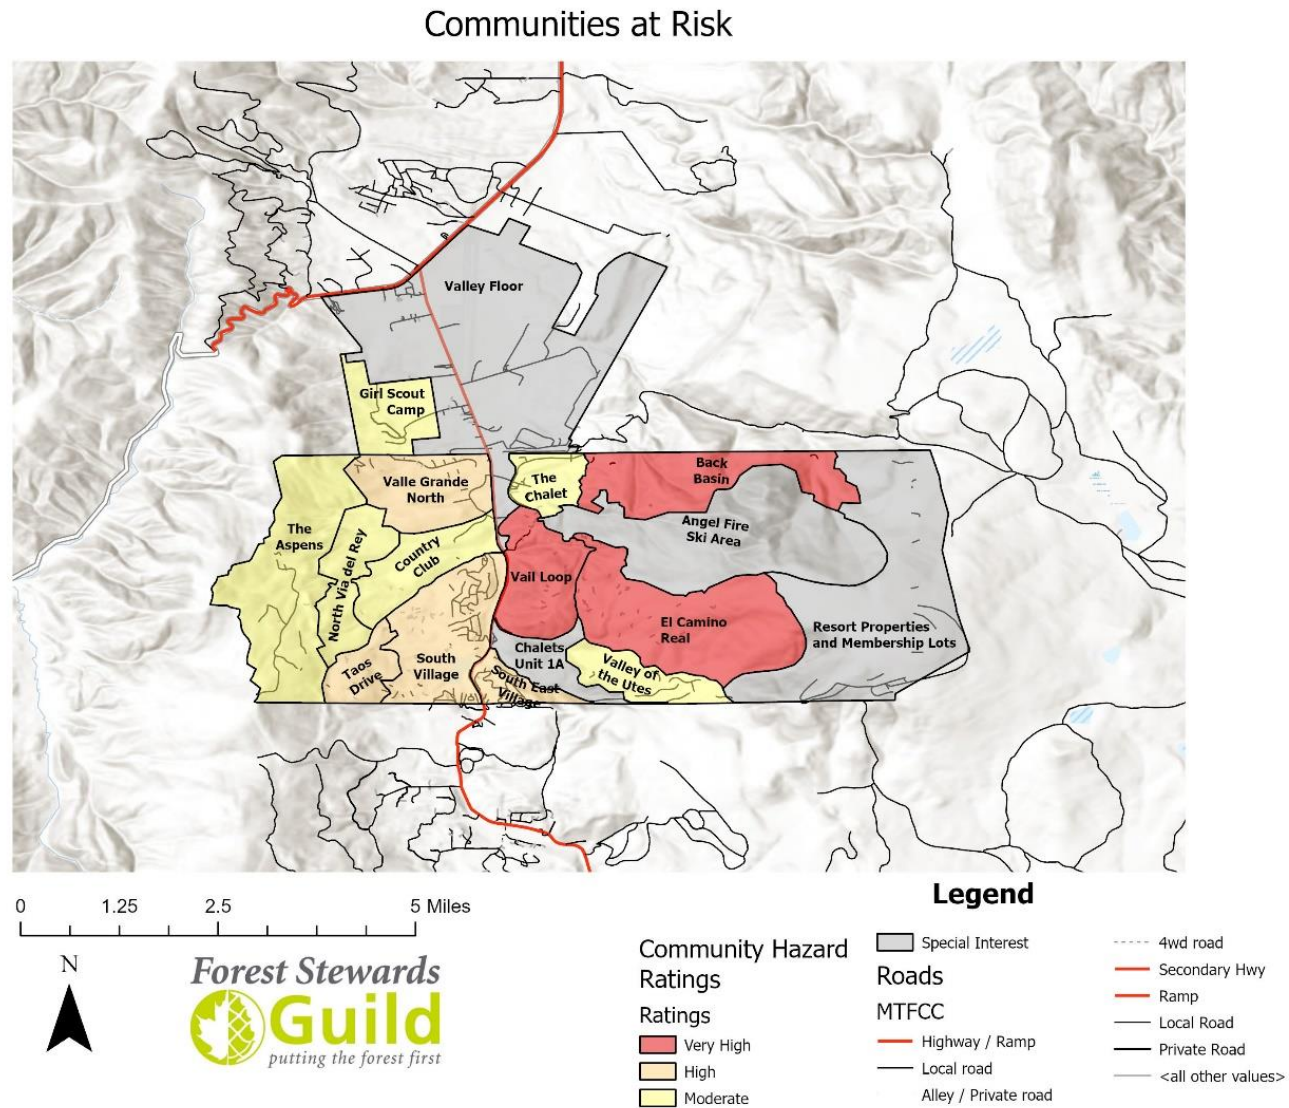 Communities at Risk
Valley Floor
Girl Scout
Camp
Valle Grande
North
The
Chalet
Back
Basin
The
Aspens
North Via del Rey
Country
Club
Angel Fire
Ski Area
Vail Loop
El Camino
Real
Resort Properties
and Membership Lots
Chalets
Unit 1A
Valley of
the Utes
Taos
Drive
South
Village
South East
Village
0 1.25 2.5 5 Miles
N
Forest Stewards
Guild
putting the forest first
Legend
Community Hazard
Ratings
Ratings
Very High
High
Moderate
Special Interest
Roads
MTFCC
Highway / Ramp
Local road
Alley / Private road
4wd road
Secondary Hwy
Ramp
Local Road
Private Road
<all other values>